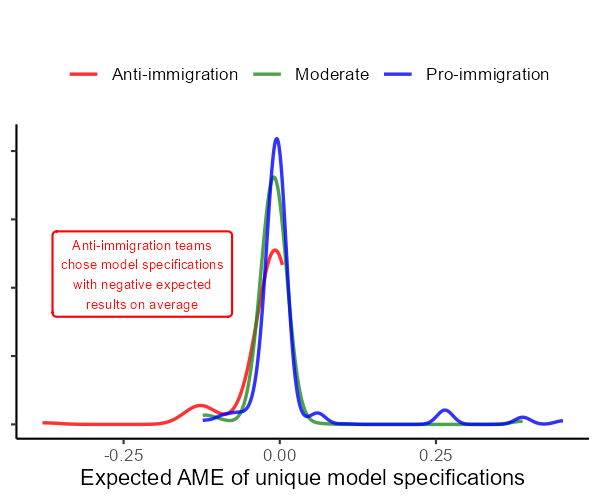 Anti-immigration Moderate Pro-immigration
Anti-immigration teams
chose model specifications
with negative expected
results on average
-0.25 0.00 0.25
Expected AME of unique model specifications